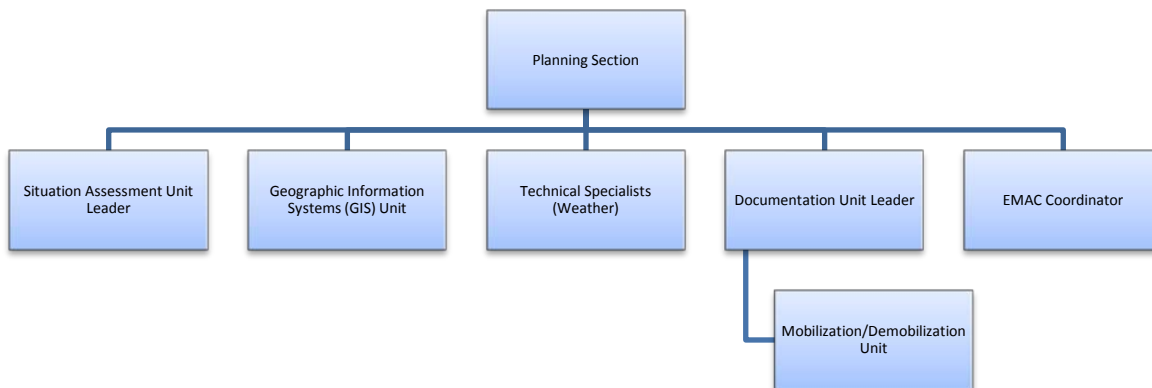 Planning Section
Situation Assessment Unit
Leader
Geographic Information
Systems (GIS) Unit
Technical Specialists
(Weather)
Documentation Unit Leader
EMAC Coordinator
Mobilization/Demobilization
Unit